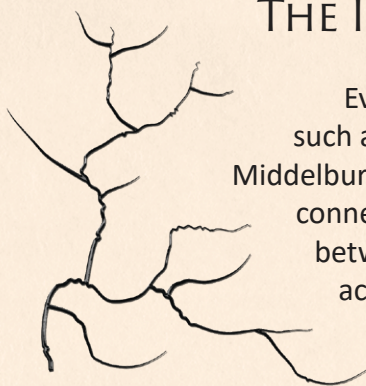 THE I
Ev
such a
Middelbur
conne
betw
ac